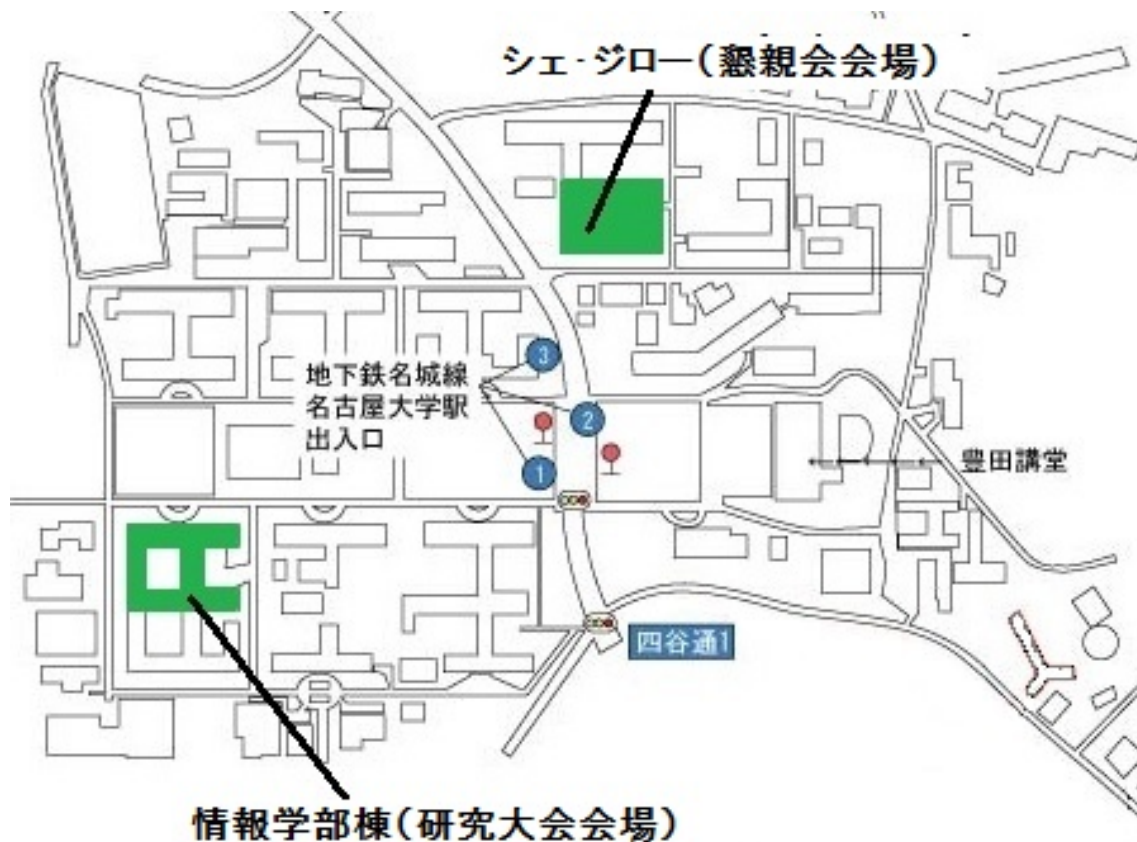 シェ・ジロー(懇親会会場)
3
地下鉄名城線
名古屋大学駅
出入口
2
1
豊田講堂
四谷通1
情報学部棟(研究大会会場)